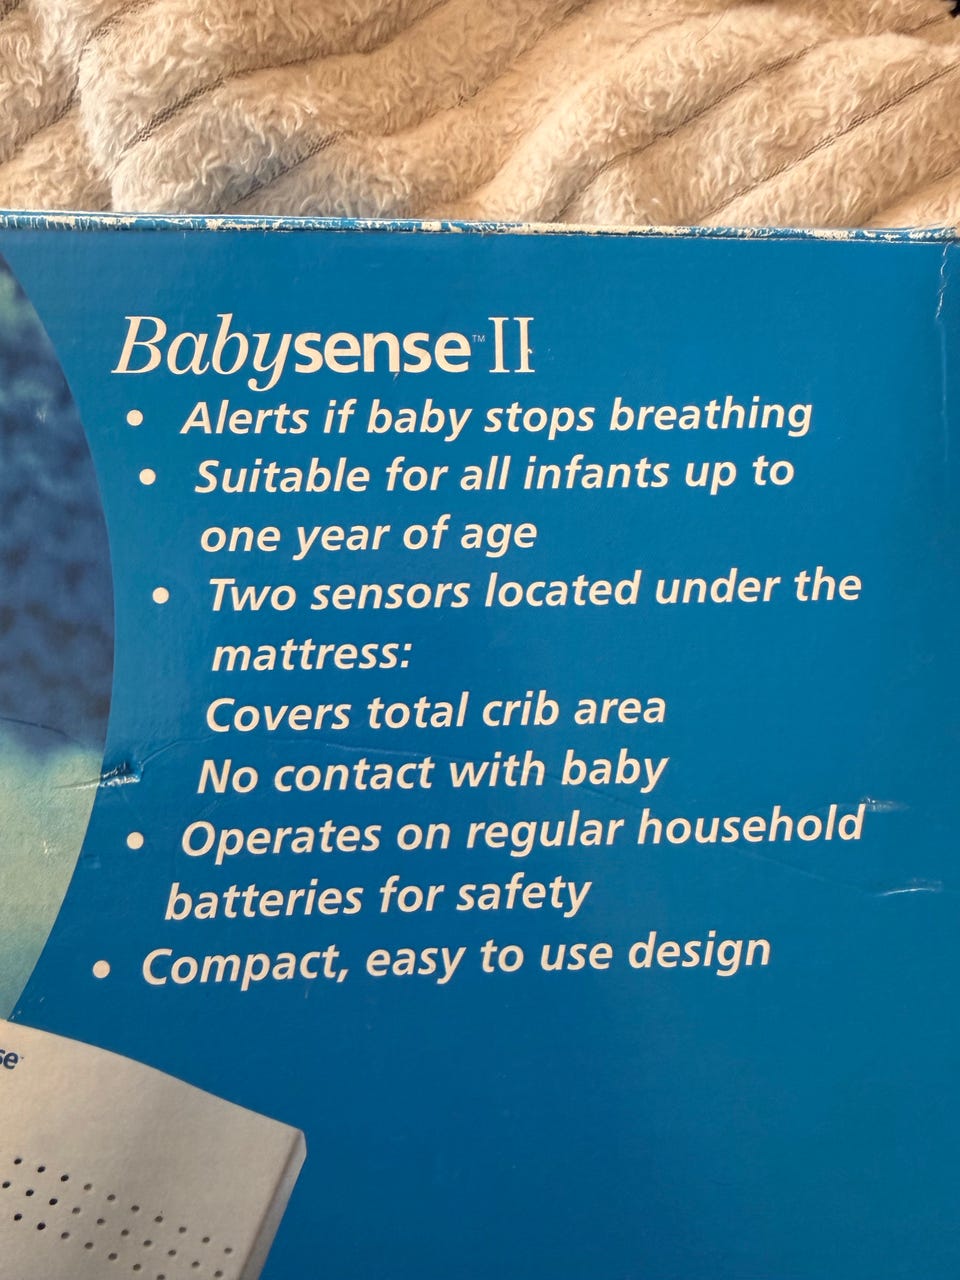 Babysense™ II
• Alerts if baby stops breathing
• Suitable for all infants up to
one year of age
• Two sensors located under the
mattress:
Covers total crib area
No contact with baby
• Operates on regular household
batteries for safety
• Compact, easy to use design
se™